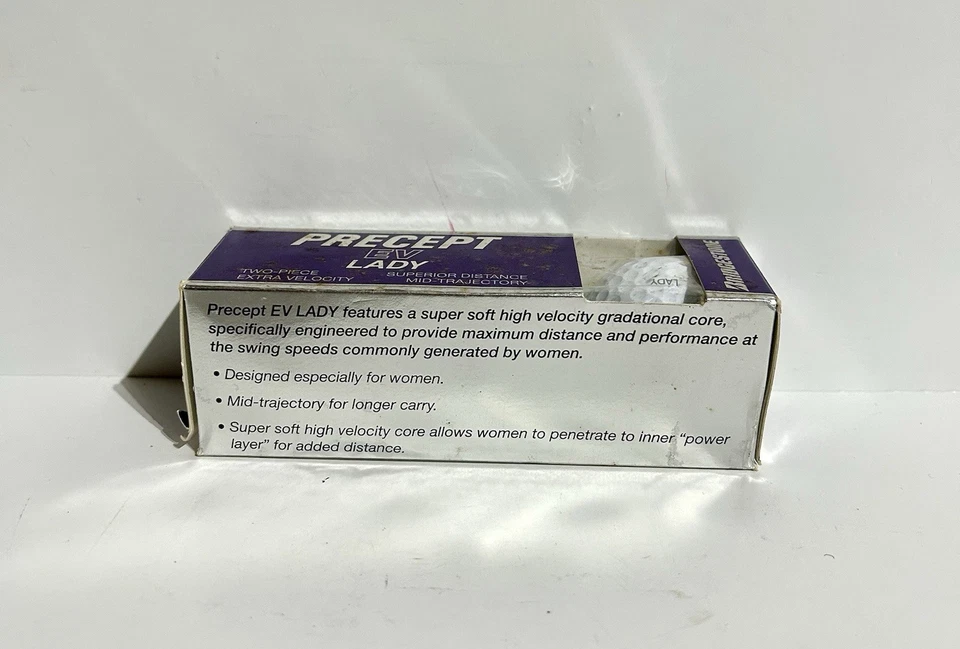 PRECEPT
EV
LADY
TWO-PIECE
EXTRA VELOCITY
SUPERIOR DISTANCE
MID-TRAJECTORY
BRIDGESTONE
LADY
Precept EV LADY features a super soft high velocity gradational core,
specifically engineered to provide maximum distance and performance at
the swing speeds commonly generated by women.
• Designed especially for women.
• Mid-trajectory for longer carry.
• Super soft high velocity core allows women to penetrate to inner “power
layer” for added distance.